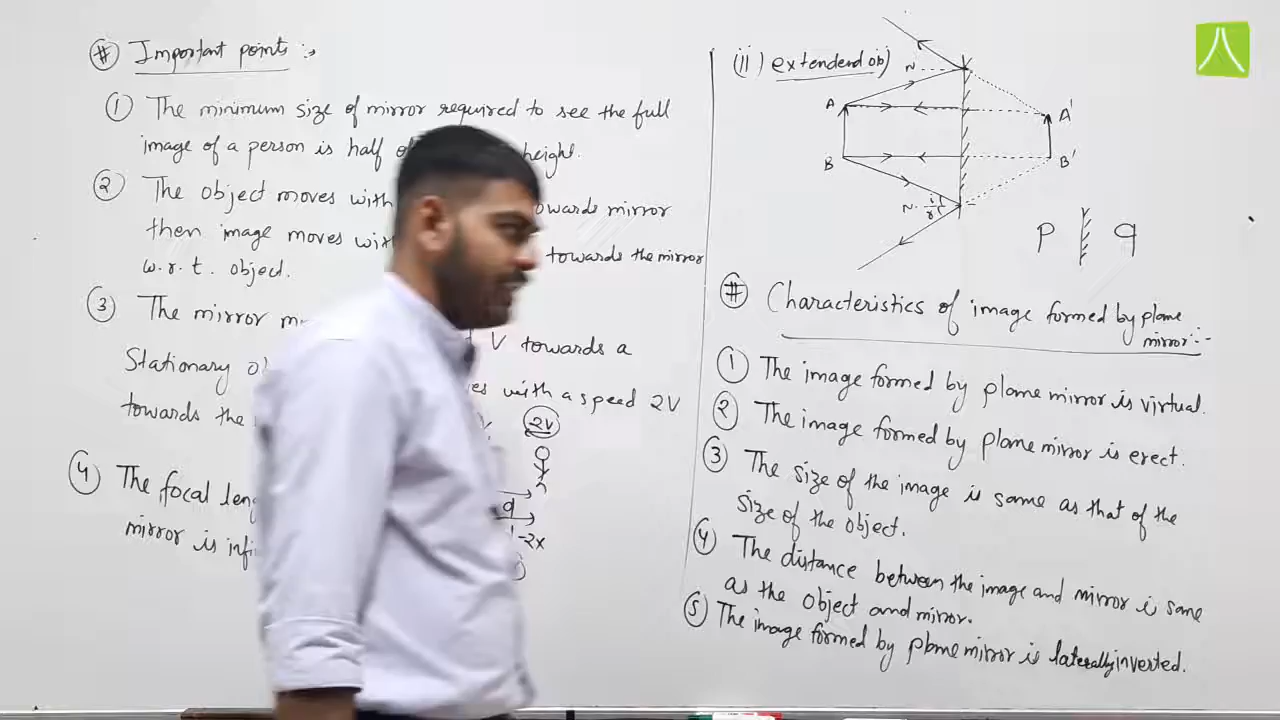 # Important points :-
1 The minimum size of mirror required to see the full
image of a person is half height.
2 The object moves with towards mirror
then image moves towards the mirror
w.r.t. object.
3 The mirror V towards a
Stationary with a speed 2V
towards the
2V
q
-2x
4 The focal
mirror is
(ii) extended obj
N
A
A'
B
B'
N
i
r
p q
# Characteristics of image formed by plane
mirror:-
1 The image formed by plane mirror is virtual.
2 The image formed by plane mirror is erect.
3 The size of the image is same as that of the
size of the object.
4 The distance between the image and mirror is same
as the object and mirror.
5 The image formed by plane mirror is laterally inverted.